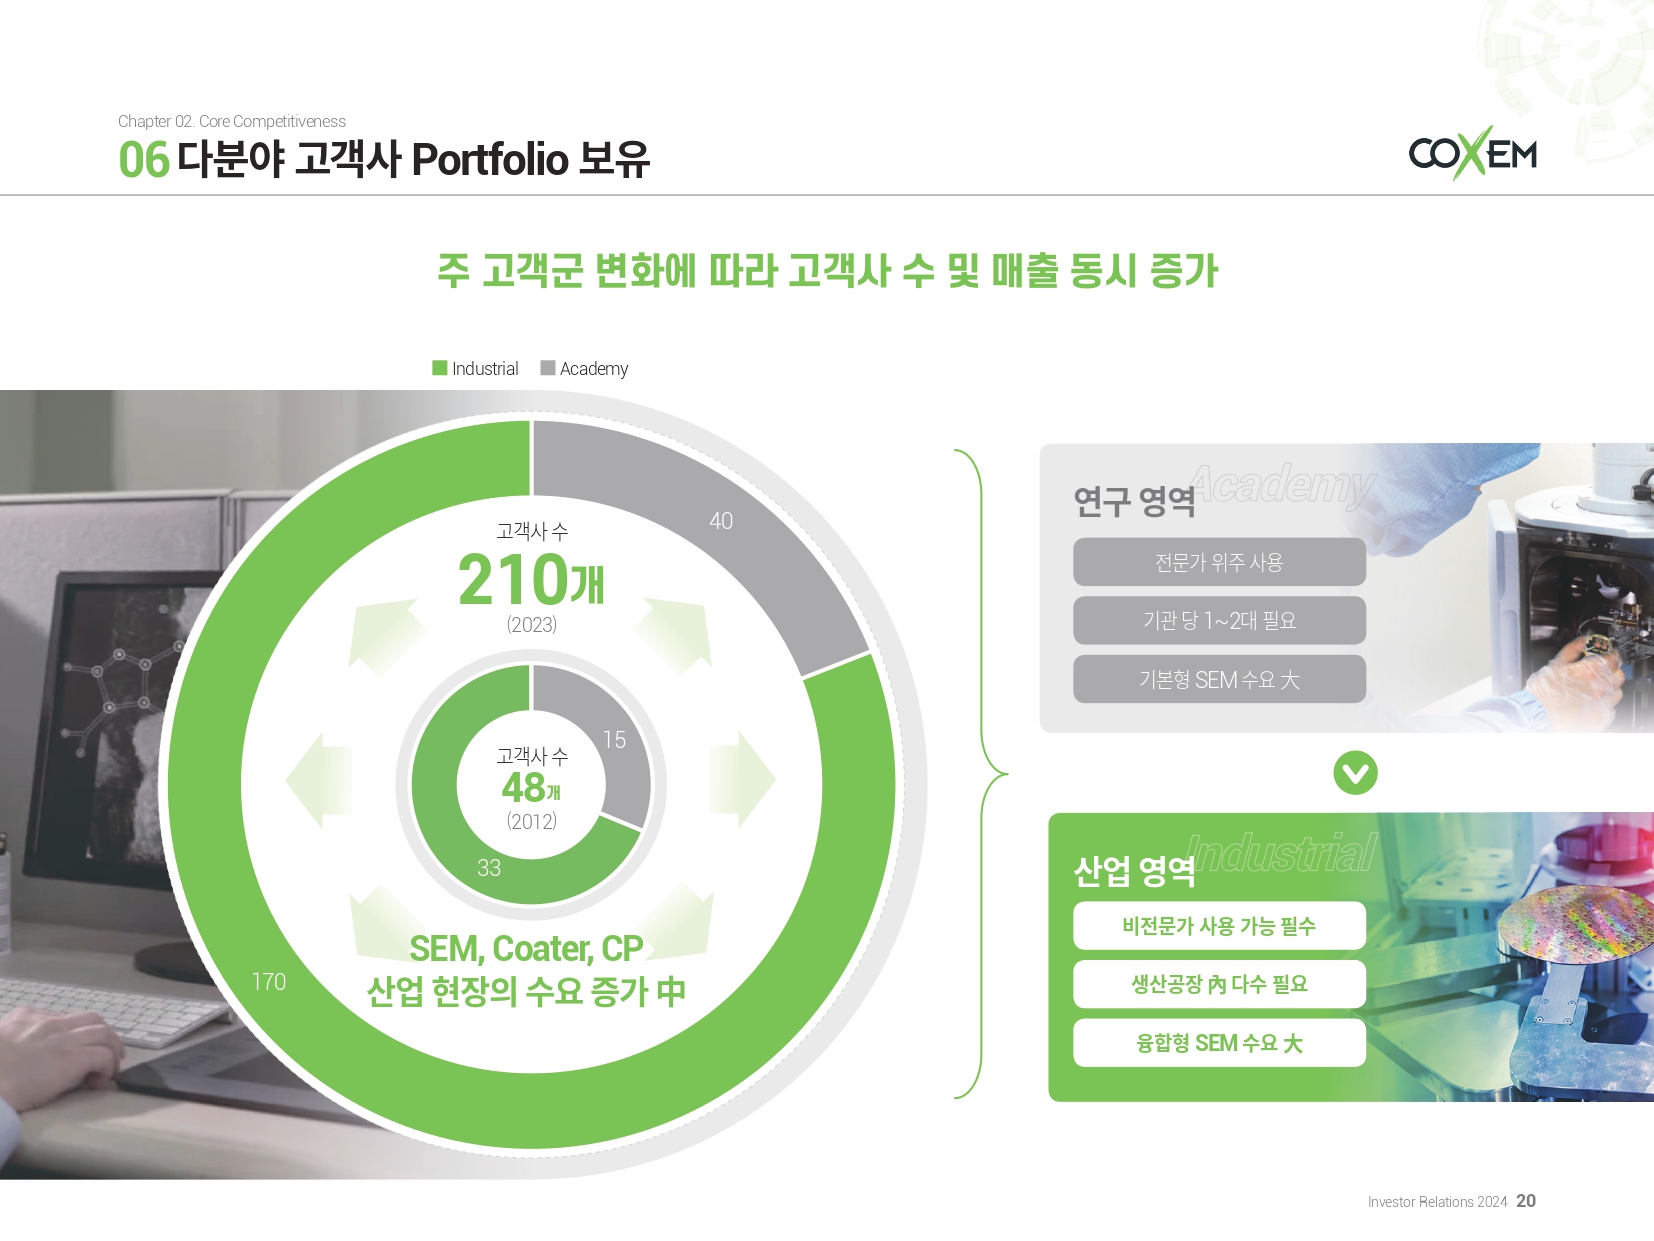 Chapter 02. Core Competitiveness
06 다분야 고객사 Portfolio 보유
COXEM
주 고객군 변화에 따라 고객사 수 및 매출 동시 증가
Industrial
Academy
40
고객사 수
210개
(2023)
15
고객사 수
48개
(2012)
33
SEM, Coater, CP
산업 현장의 수요 증가 中
170
Academy
연구 영역
전문가 위주 사용
기관 당 1~2대 필요
기본형 SEM 수요 大
Industrial
산업 영역
비전문가 사용 가능 필수
생산공장 內 다수 필요
융합형 SEM 수요 大
Investor Relations 2024 20